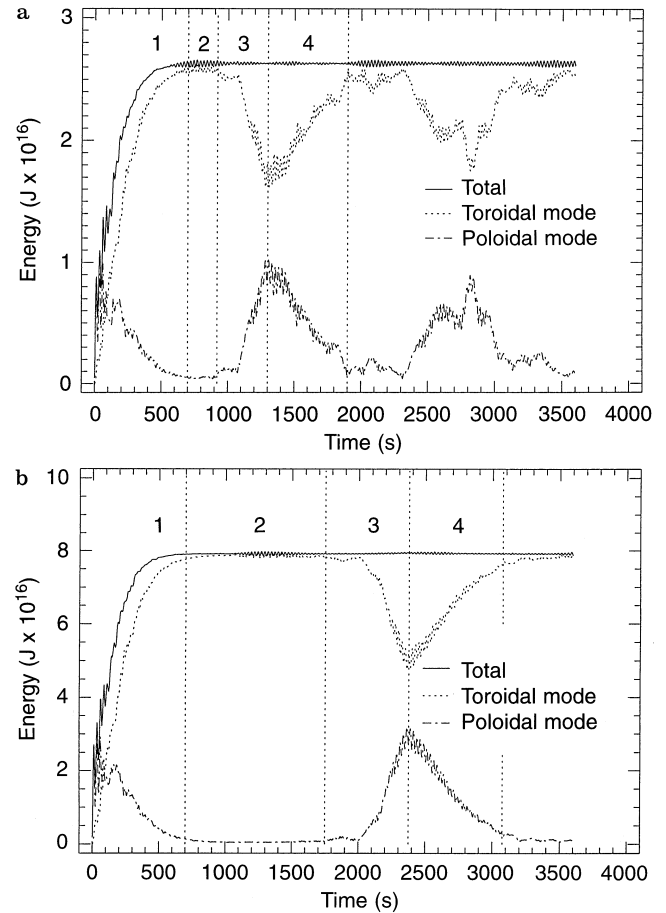 a
3
2
1
0
Energy (J x 10^16)
1 2 3 4
Total
Toroidal mode
Poloidal mode
0 500 1000 1500 2000 2500 3000 3500 4000
Time (s)
b
10
8
6
4
2
0
Energy (J x 10^16)
1 2 3 4
Total
Toroidal mode
Poloidal mode
0 500 1000 1500 2000 2500 3000 3500 4000
Time (s)